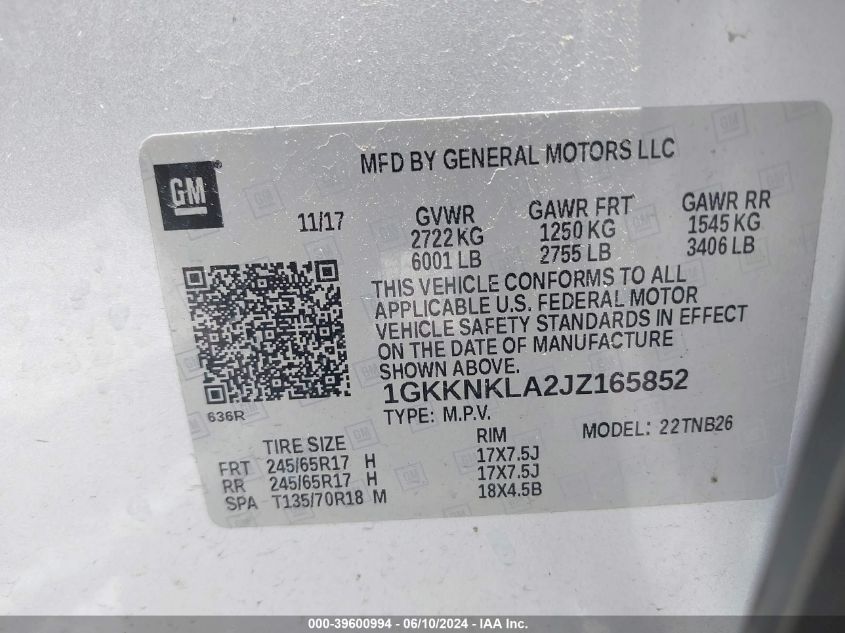 GM
MFD BY GENERAL MOTORS LLC
11/17
GVWR GAWR FRT GAWR RR
2722 KG 1250 KG 1545 KG
6001 LB 2755 LB 3406 LB
THIS VEHICLE CONFORMS TO ALL
APPLICABLE U.S. FEDERAL MOTOR
VEHICLE SAFETY STANDARDS IN EFFECT
ON THE DATE OF MANUFACTURE
SHOWN ABOVE.
1GKKNKLA2JZ165852
636R
TYPE: M.P.V. MODEL: 22TNB26
TIRE SIZE RIM
FRT 245/65R17 H 17X7.5J
RR 245/65R17 H 17X7.5J
SPA T135/70R18 M 18X4.5B
000-39600994 - 06/10/2024 - IAA Inc.